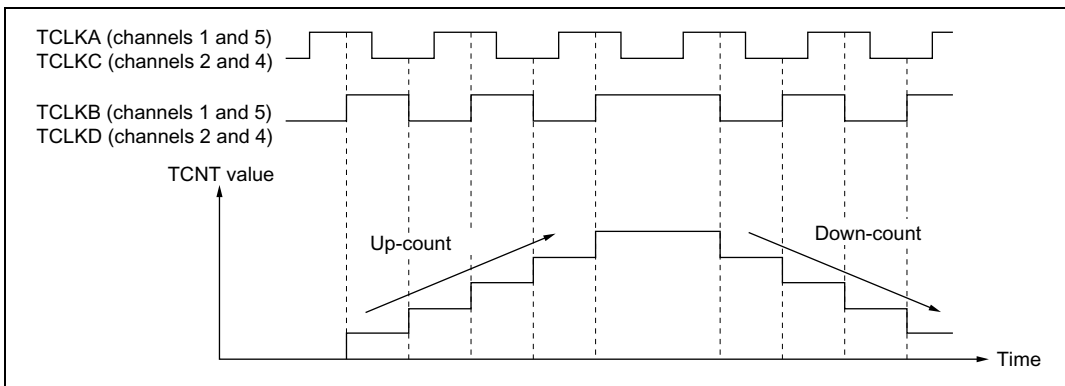 TCLKA (channels 1 and 5)
TCLKC (channels 2 and 4)
TCLKB (channels 1 and 5)
TCLKD (channels 2 and 4)
TCNT value
Up-count
Down-count
Time